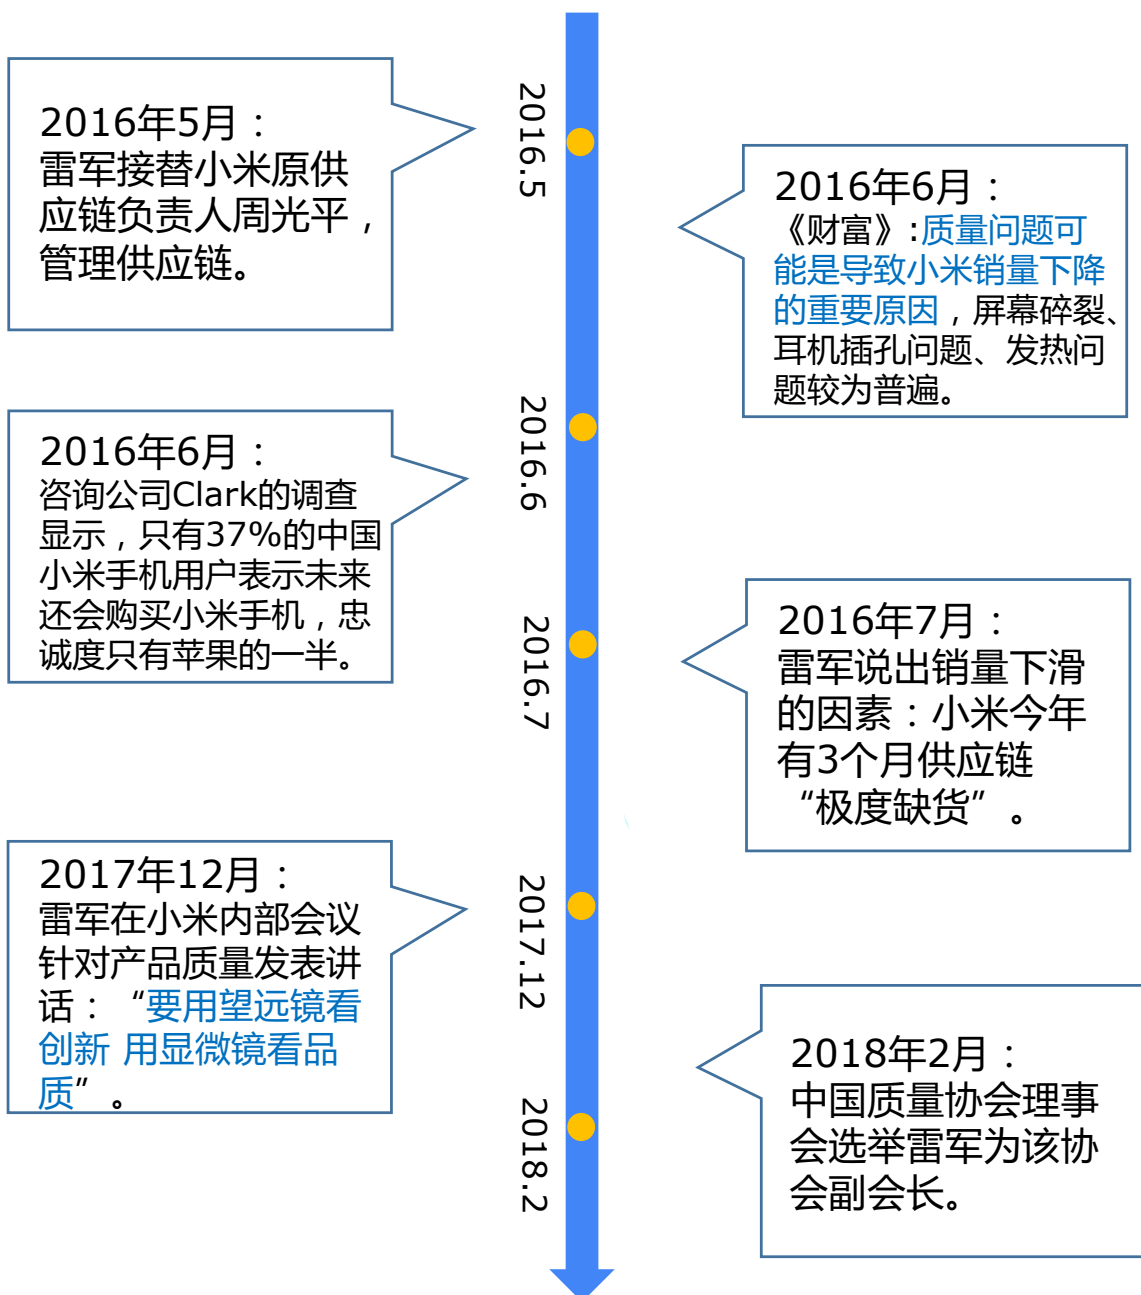 2016年5月：
雷军接替小米原供
应链负责人周光平，
管理供应链。
2016.5
2016年6月：
《财富》:质量问题可
能是导致小米销量下降
的重要原因，屏幕碎裂、
耳机插孔问题、发热问
题较为普遍。
2016.6
2016年6月：
咨询公司Clark的调查
显示，只有37%的中国
小米手机用户表示未来
还会购买小米手机，忠
诚度只有苹果的一半。
2016.7
2016年7月：
雷军说出销量下滑
的因素：小米今年
有3个月供应链
“极度缺货”。
2017年12月：
雷军在小米内部会议
针对产品质量发表讲
话：“要用望远镜看
创新 用显微镜看品
质”。
2017.12
2018年2月：
中国质量协会理事
会选举雷军为该协
会副会长。
2018.2